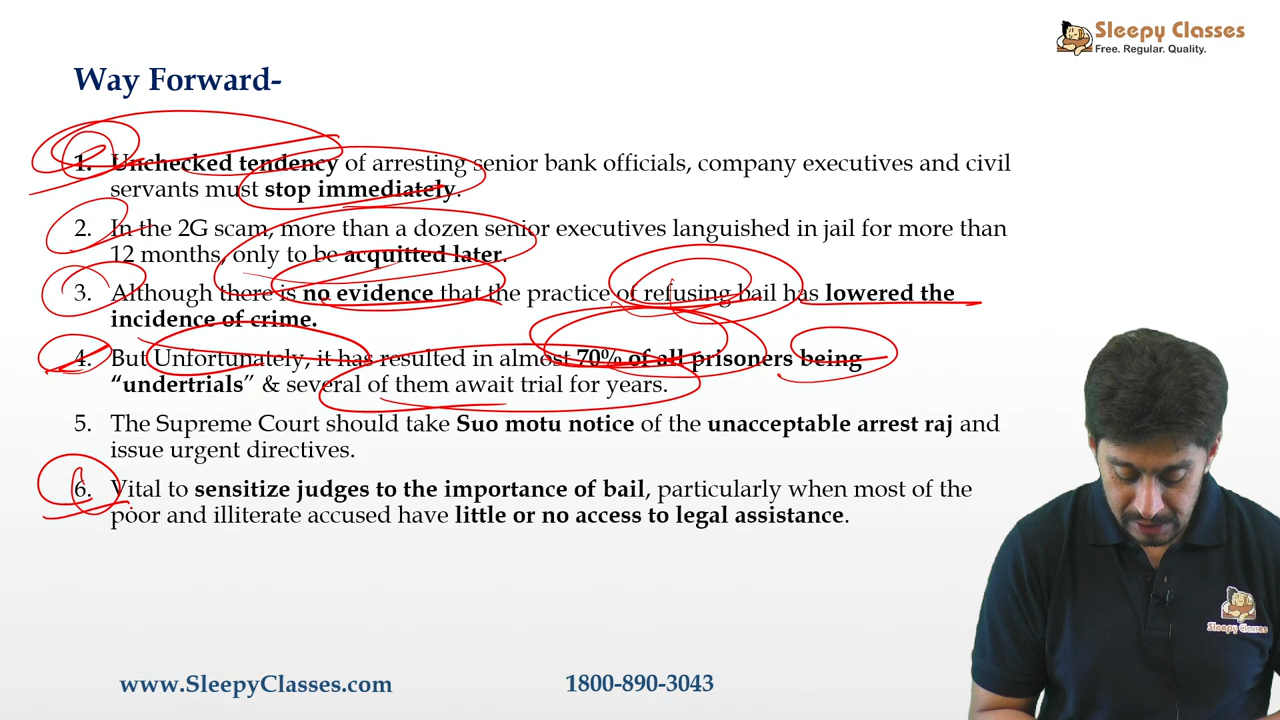 Sleepy Classes
Free. Regular. Quality.
Way Forward-
1. Unchecked tendency of arresting senior bank officials, company executives and civil
servants must stop immediately.
2. In the 2G scam, more than a dozen senior executives languished in jail for more than
12 months, only to be acquitted later.
3. Although there is no evidence that the practice of refusing bail has lowered the
incidence of crime.
4. But Unfortunately, it has resulted in almost 70% of all prisoners being
“undertrials” & several of them await trial for years.
5. The Supreme Court should take Suo motu notice of the unacceptable arrest raj and
issue urgent directives.
6. Vital to sensitize judges to the importance of bail, particularly when most of the
poor and illiterate accused have little or no access to legal assistance.
Sleepy Classes
www.SleepyClasses.com 1800-890-3043